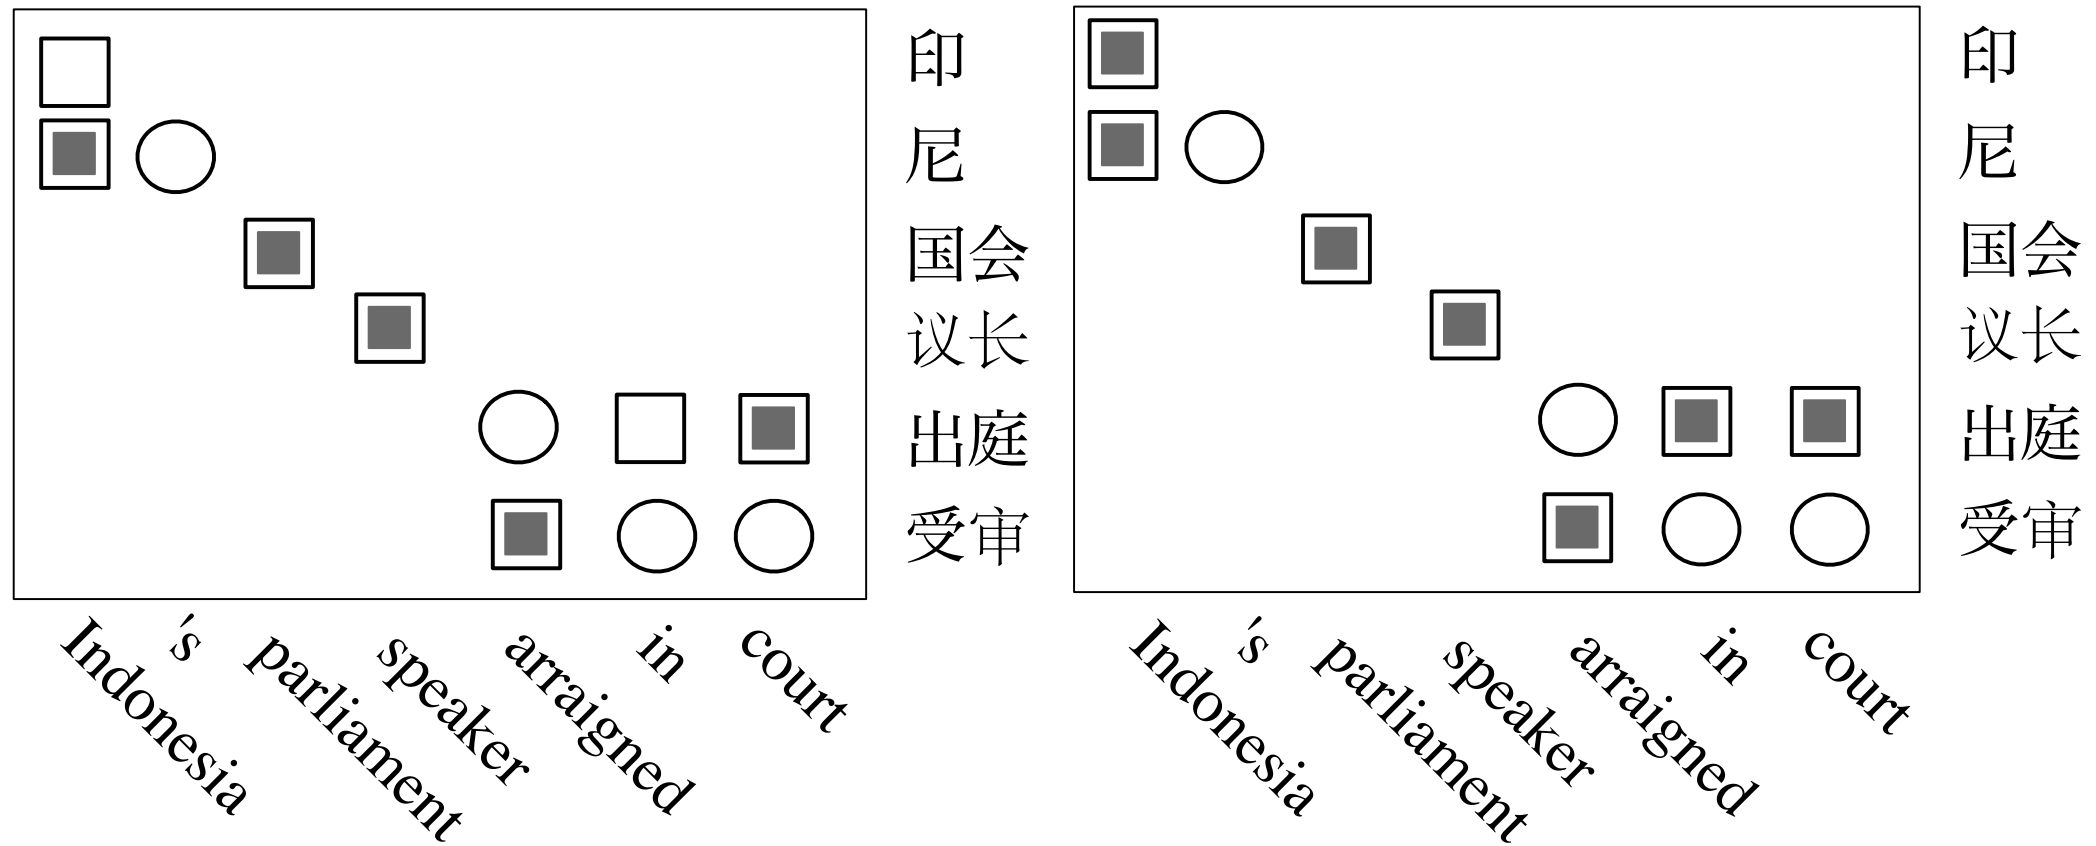 印
尼
国会
议长
出庭
受审
Indonesia
's
parliament
speaker
arraigned
in
court
印
尼
国会
议长
出庭
受审
Indonesia
's
parliament
speaker
arraigned
in
court